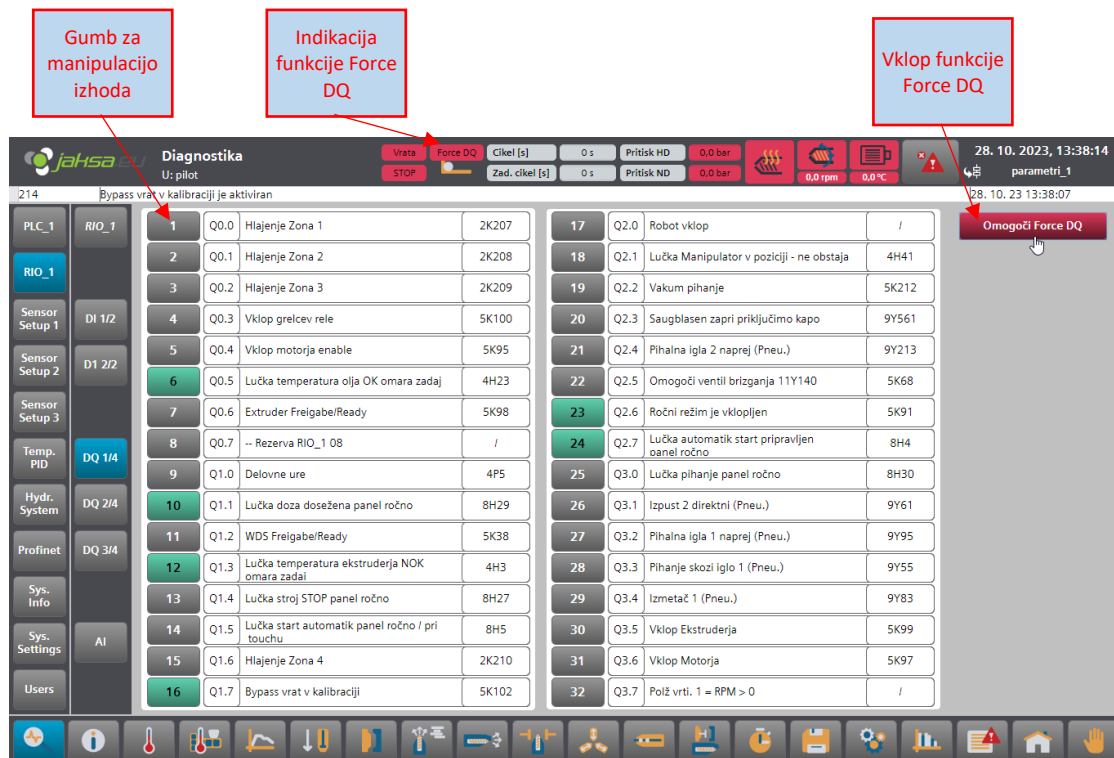 Gumb za
manipulacijo
izhoda
Indikacija
funkcije Force
DQ
Vklop funkcije
Force DQ
jaksa.eu
Diagnostika
U: pilot
Vrata
Force DQ
STOP
Cikel [s]
0 s
Zad. cikel [s]
0 s
Pritisk HD
0,0 bar
Pritisk ND
0,0 bar
0,0 rpm
0,0 °C
28. 10. 2023, 13:38:14
parametri_1
214 Bypass vrat v kalibraciji je aktiviran 28. 10. 23 13:38:07
PLC_1
RIO_1
Sensor
Setup 1
Sensor
Setup 2
Sensor
Setup 3
Temp.
PID
Hydr.
System
Profinet
Sys.
Info
Sys.
Settings
Users
RIO_1
DI 1/2
D1 2/2
DQ 1/4
DQ 2/4
DQ 3/4
AI
1 Q0.0 Hlajenje Zona 1 2K207
2 Q0.1 Hlajenje Zona 2 2K208
3 Q0.2 Hlajenje Zona 3 2K209
4 Q0.3 Vklop grelcev rele 5K100
5 Q0.4 Vklop motorja enable 5K95
6 Q0.5 Lučka temperatura olja OK omara zadaj 4H23
7 Q0.6 Extruder Freigabe/Ready 5K98
8 Q0.7 -- Rezerva RIO_1 08 /
9 Q1.0 Delovne ure 4P5
10 Q1.1 Lučka doza dosežena panel ročno 8H29
11 Q1.2 WDS Freigabe/Ready 5K38
12 Q1.3 Lučka temperatura ekstruderja NOK
omara zadaj 4H3
13 Q1.4 Lučka stroj STOP panel ročno 8H27
14 Q1.5 Lučka start automatik panel ročno / pri
touchu 8H5
15 Q1.6 Hlajenje Zona 4 2K210
16 Q1.7 Bypass vrat v kalibraciji 5K102
17 Q2.0 Robot vklop /
18 Q2.1 Lučka Manipulator v poziciji - ne obstaja 4H41
19 Q2.2 Vakum pihanje 5K212
20 Q2.3 Saugblasen zapri priključimo kapo 9Y561
21 Q2.4 Pihalna igla 2 naprej (Pneu.) 9Y213
22 Q2.5 Omogoči ventil brizganja 11Y140 5K68
23 Q2.6 Ročni režim je vklopljen 5K91
24 Q2.7 Lučka automatik start pripravljen
panel ročno 8H4
25 Q3.0 Lučka pihanje panel ročno 8H30
26 Q3.1 Izpust 2 direktni (Pneu.) 9Y61
27 Q3.2 Pihalna igla 1 naprej (Pneu.) 9Y95
28 Q3.3 Pihanje skozi iglo 1 (Pneu.) 9Y55
29 Q3.4 Izmetač 1 (Pneu.) 9Y83
30 Q3.5 Vklop Ekstruderja 5K99
31 Q3.6 Vklop Motorja 5K97
32 Q3.7 Polž vrti. 1 = RPM > 0 /
Omogoči Force DQ